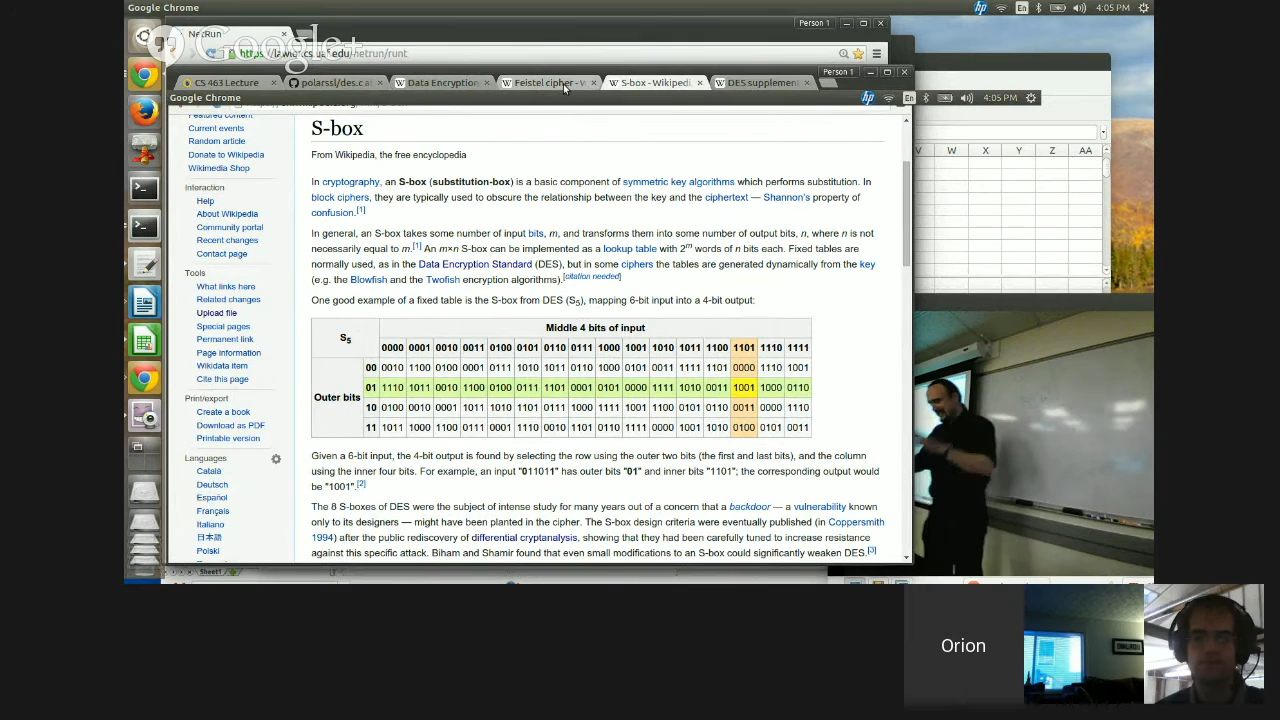 Google Chrome
En
4:05 PM
Person 1
NetRun
Google+
https://lawlor.cs.uaf.edu/netrun/runt
Person 1
CS 463 Lecture
polarssl/des.c at
Data Encryption
Feistel cipher - W
S-box - Wikipedi
DES supplement
Google Chrome
En
4:05 PM
Featured content
Current events
Random article
Donate to Wikipedia
Wikimedia Shop
Interaction
Help
About Wikipedia
Community portal
Recent changes
Contact page
Tools
What links here
Related changes
Upload file
Special pages
Permanent link
Page information
Wikidata item
Cite this page
Print/export
Create a book
Download as PDF
Printable version
Languages
Català
Deutsch
Español
Français
Italiano
日本語
Polski
S-box
From Wikipedia, the free encyclopedia
In cryptography, an S-box (substitution-box) is a basic component of symmetric key algorithms which performs substitution. In
block ciphers, they are typically used to obscure the relationship between the key and the ciphertext — Shannon's property of
confusion.[1]
In general, an S-box takes some number of input bits, m, and transforms them into some number of output bits, n, where n is not
necessarily equal to m.[1] An m×n S-box can be implemented as a lookup table with 2m words of n bits each. Fixed tables are
normally used, as in the Data Encryption Standard (DES), but in some ciphers the tables are generated dynamically from the key
(e.g. the Blowfish and the Twofish encryption algorithms).[citation needed]
One good example of a fixed table is the S-box from DES (S5), mapping 6-bit input into a 4-bit output:
S5
Middle 4 bits of input
0000 0001 0010 0011 0100 0101 0110 0111 1000 1001 1010 1011 1100 1101 1110 1111
Outer bits
00 0010 1100 0100 0001 0111 1010 1011 0110 1000 0101 0011 1111 1101 0000 1110 1001
01 1110 1011 0010 1100 0100 0111 1101 0001 0101 0000 1111 1010 0011 1001 1000 0110
10 0100 0010 0001 1011 1010 1101 0111 1000 1111 1001 1100 0101 0110 0011 0000 1110
11 1011 1000 1100 0111 0001 1110 0010 1101 0110 1111 0000 1001 1010 0100 0101 0011
Given a 6-bit input, the 4-bit output is found by selecting the row using the outer two bits (the first and last bits), and the column
using the inner four bits. For example, an input "011011" has outer bits "01" and inner bits "1101"; the corresponding output would
be "1001".[2]
The 8 S-boxes of DES were the subject of intense study for many years out of a concern that a backdoor — a vulnerability known
only to its designers — might have been planted in the cipher. The S-box design criteria were eventually published (in Coppersmith
1994) after the public rediscovery of differential cryptanalysis, showing that they had been carefully tuned to increase resistance
against this specific attack. Biham and Shamir found that even small modifications to an S-box could significantly weaken DES.[3]
V W X Y Z AA
Sheet1
Orion